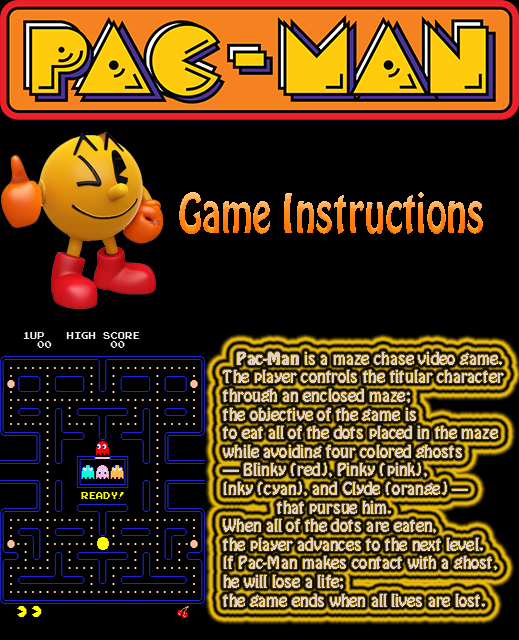 PAC-MAN
Game Instructions
1UP HIGH SCORE
00 00
READY!
Pac-Man is a maze chase video game.
The player controls the titular character
through an enclosed maze;
the objective of the game is
to eat all of the dots placed in the maze
while avoiding four colored ghosts
— Blinky (red), Pinky (pink),
Inky (cyan), and Clyde (orange) —
that pursue him.
When all of the dots are eaten,
the player advances to the next level.
If Pac-Man makes contact with a ghost,
he will lose a life;
the game ends when all lives are lost.